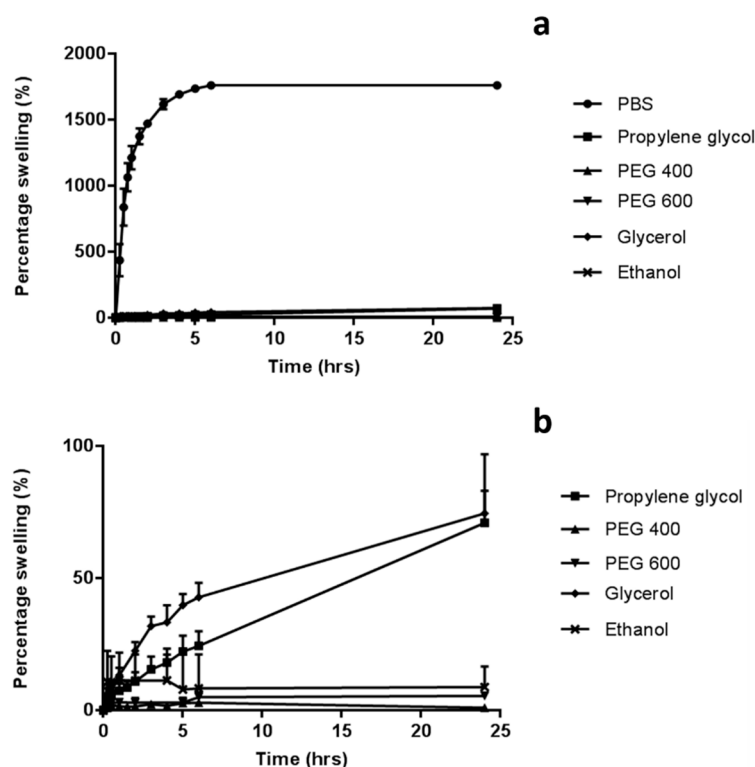 a
2000
1500
1000
500
0
Percentage swelling (%)
0 5 10 15 20 25
Time (hrs)
PBS
Propylene glycol
PEG 400
PEG 600
Glycerol
Ethanol
b
100
50
0
Percentage swelling (%)
0 5 10 15 20 25
Time (hrs)
Propylene glycol
PEG 400
PEG 600
Glycerol
Ethanol